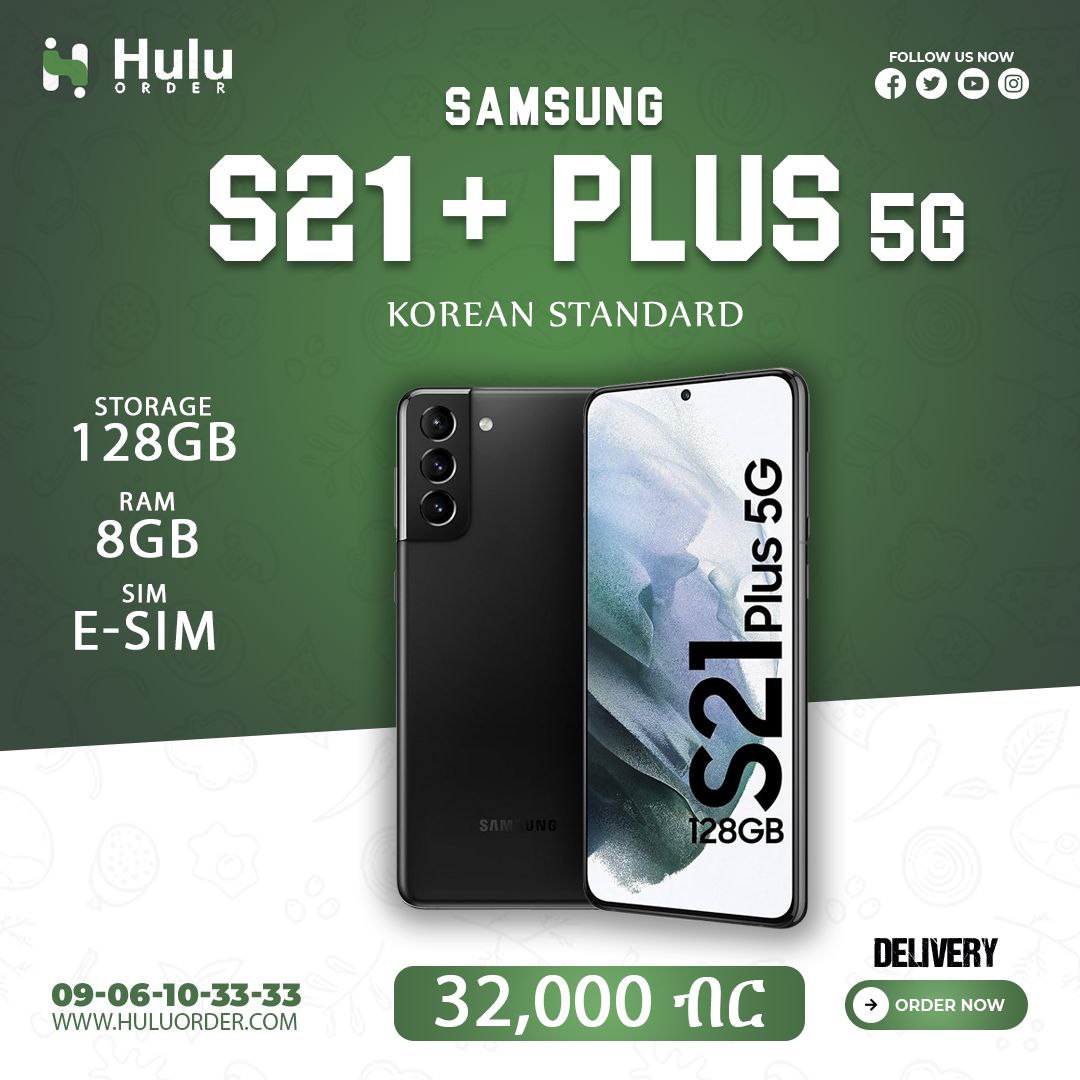 Hulu
ORDER
FOLLOW US NOW
SAMSUNG
S21+ PLUS 5G
KOREAN STANDARD
STORAGE
128GB
RAM
8GB
SIM
E-SIM
S21 Plus 5G
128GB
SAMSUNG
DELIVERY
09-06-10-33-33
WWW.HULUORDER.COM
32,000 ብር
ORDER NOW